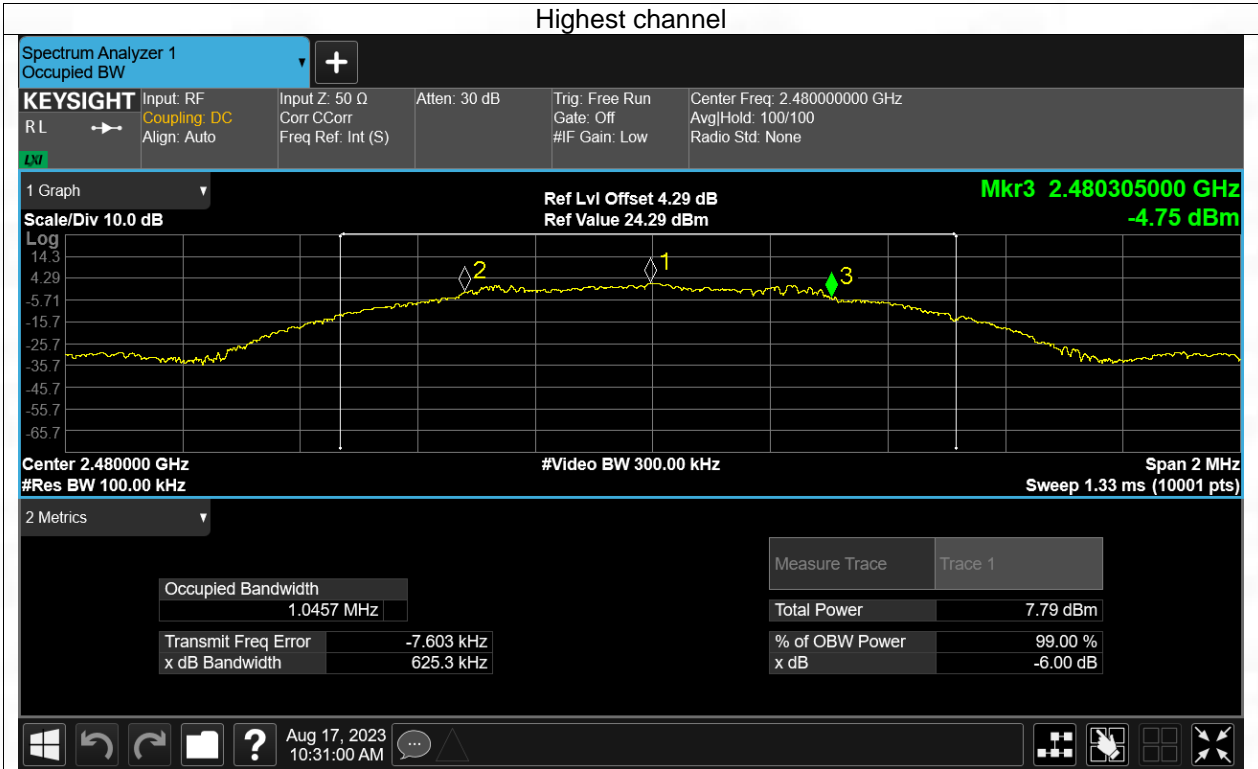 Highest channel
Spectrum Analyzer 1
Occupied BW
KEYSIGHT
R L
LXI
Input: RF
Coupling: DC
Align: Auto
Input Z: 50 Ω
Corr CCorr
Freq Ref: Int (S)
Atten: 30 dB
Trig: Free Run
Gate: Off
#IF Gain: Low
Center Freq: 2.480000000 GHz
Avg|Hold: 100/100
Radio Std: None
1 Graph
Scale/Div 10.0 dB
Ref Lvl Offset 4.29 dB
Ref Value 24.29 dBm
Mkr3 2.480305000 GHz
-4.75 dBm
Log
14.3
4.29
-5.71
-15.7
-25.7
-35.7
-45.7
-55.7
-65.7
2
1
3
Center 2.480000 GHz
#Res BW 100.00 kHz
#Video BW 300.00 kHz
Span 2 MHz
Sweep 1.33 ms (10001 pts)
2 Metrics
Occupied Bandwidth
1.0457 MHz
Transmit Freq Error -7.603 kHz
x dB Bandwidth 625.3 kHz
Measure Trace Trace 1
Total Power 7.79 dBm
% of OBW Power 99.00 %
x dB -6.00 dB
?
Aug 17, 2023
10:31:00 AM